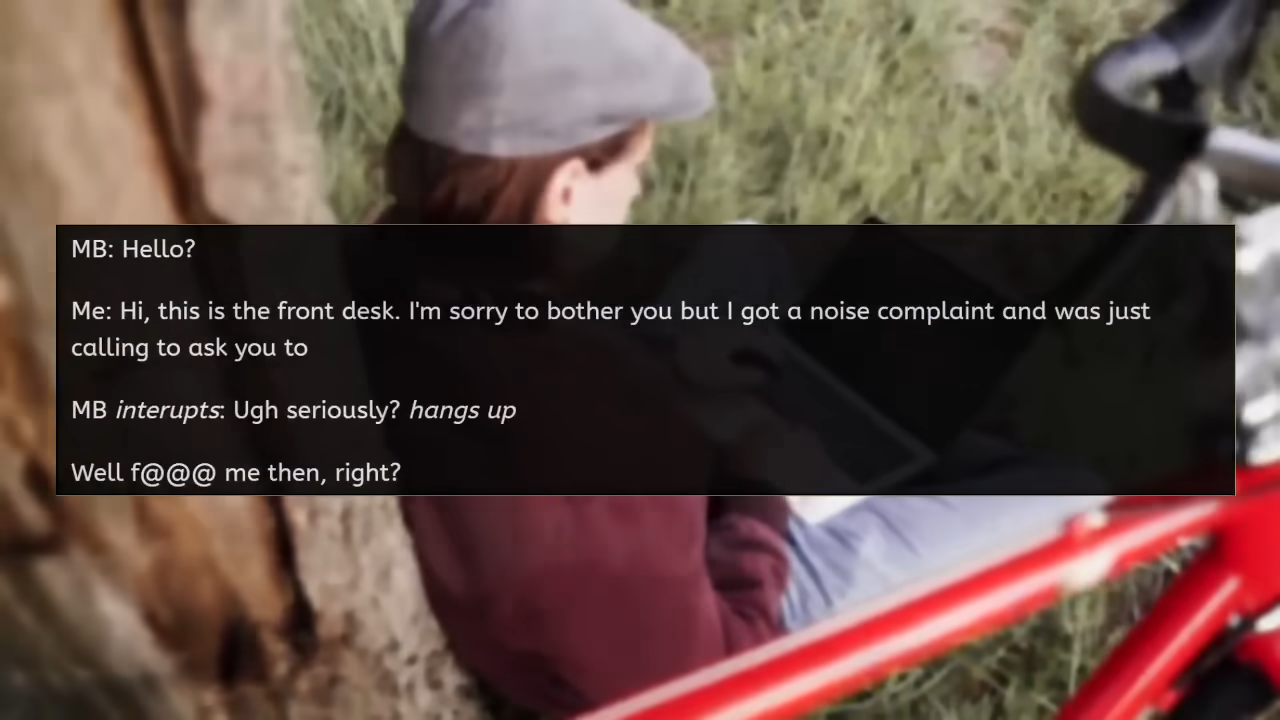 MB: Hello?
Me: Hi, this is the front desk. I'm sorry to bother you but I got a noise complaint and was just
calling to ask you to
MB interupts: Ugh seriously? hangs up
Well f@@@ me then, right?